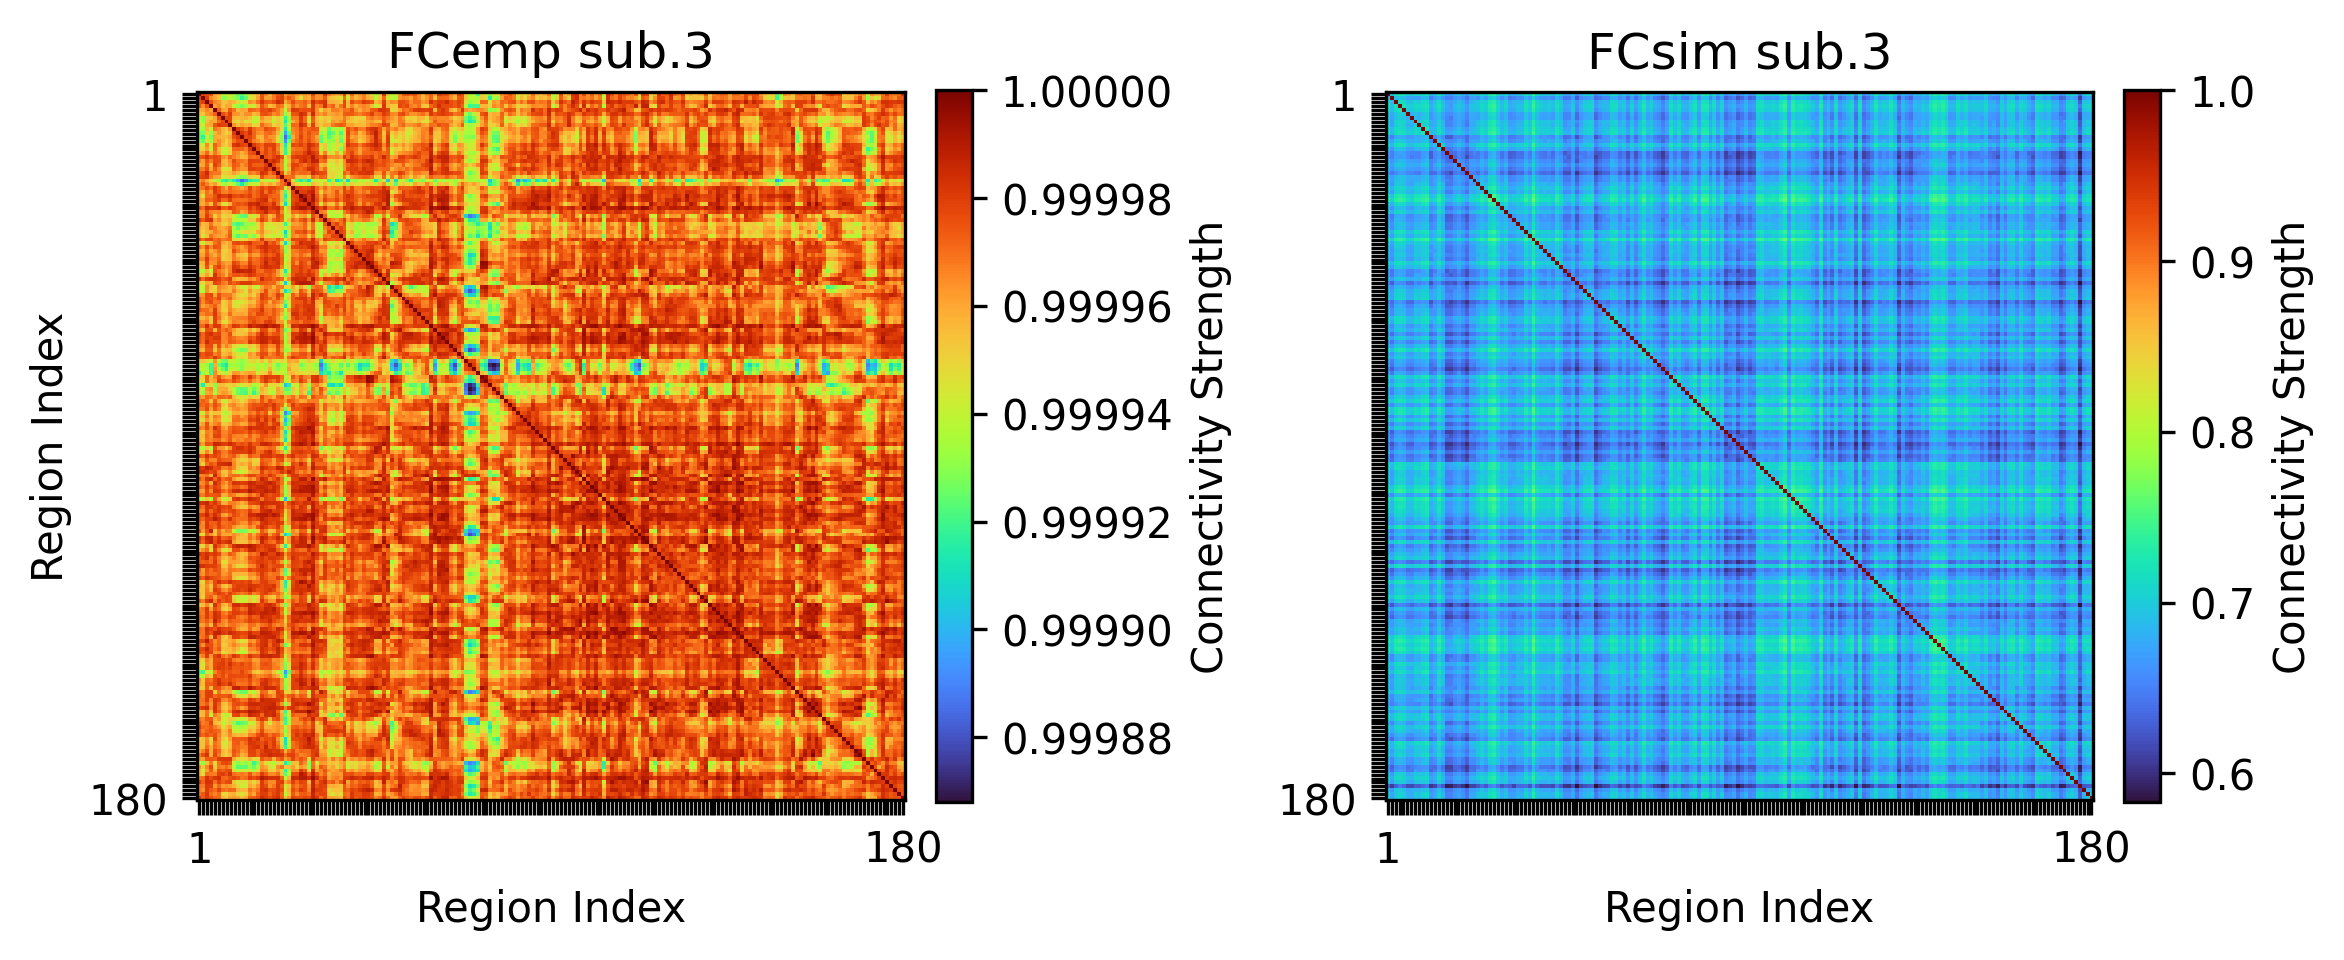 FCemp sub.3
1
180
1
180
Region Index
Region Index
1.00000
0.99998
0.99996
0.99994
0.99992
0.99990
0.99988
Connectivity Strength
FCsim sub.3
1
180
1
180
Region Index
1.0
0.9
0.8
0.7
0.6
Connectivity Strength